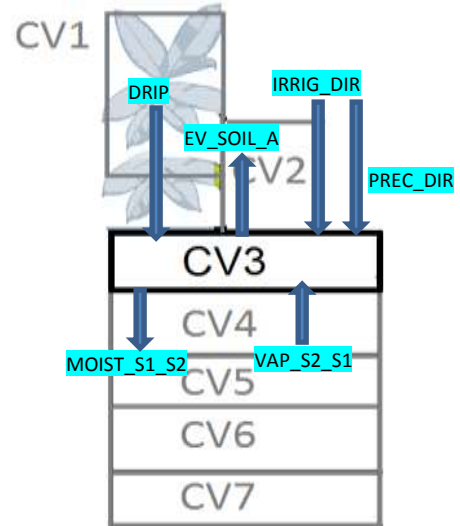 CV1
DRIP
IRRIG_DIR
EV_SOIL_A
CV2
PREC_DIR
CV3
CV4
MOIST_S1_S2
VAP_S2_S1
CV5
CV6
CV7